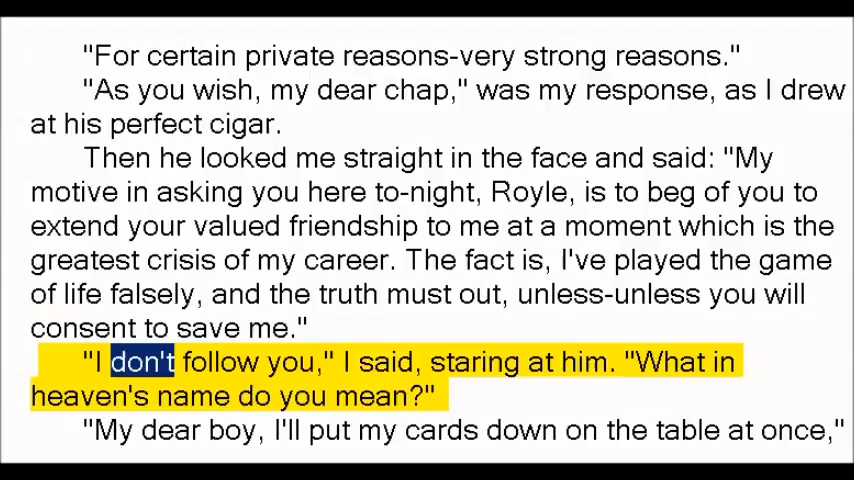 "For certain private reasons-very strong reasons."
"As you wish, my dear chap," was my response, as I drew
at his perfect cigar.
Then he looked me straight in the face and said: "My
motive in asking you here to-night, Royle, is to beg of you to
extend your valued friendship to me at a moment which is the
greatest crisis of my career. The fact is, I've played the game
of life falsely, and the truth must out, unless-unless you will
consent to save me."
"I don't follow you," I said, staring at him. "What in
heaven's name do you mean?"
"My dear boy, I'll put my cards down on the table at once,"